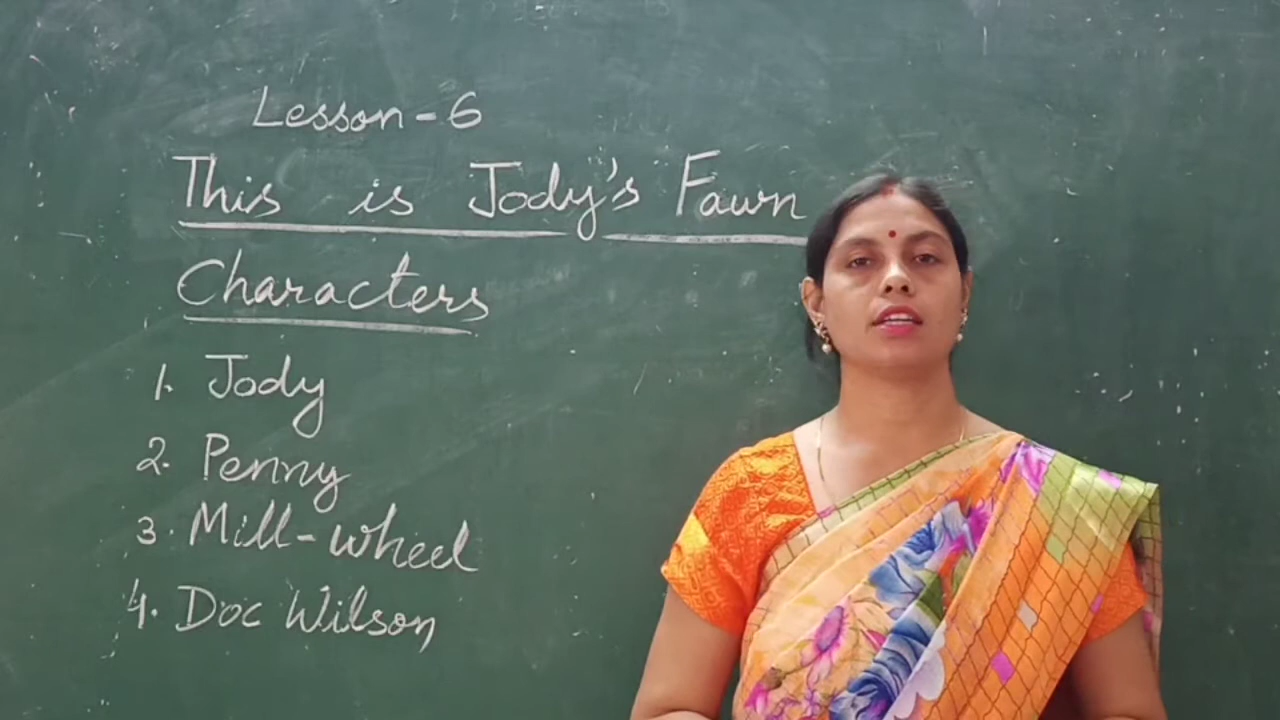 Lesson - 6
This is Jody's Fawn
Characters
1. Jody
2. Penny
3. Mill-wheel
4. Doc Wilson